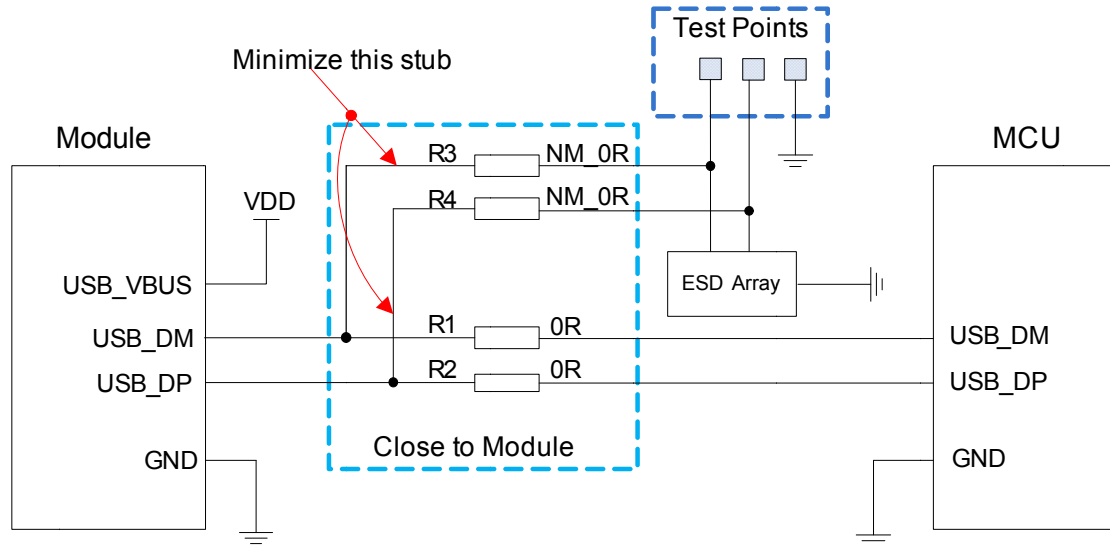 Test Points
Minimize this stub
Module
MCU
R3 NM_0R
VDD
R4 NM_0R
USB_VBUS
ESD Array
USB_DM
R1 0R
USB_DM
USB_DP
R2 0R
USB_DP
Close to Module
GND
GND